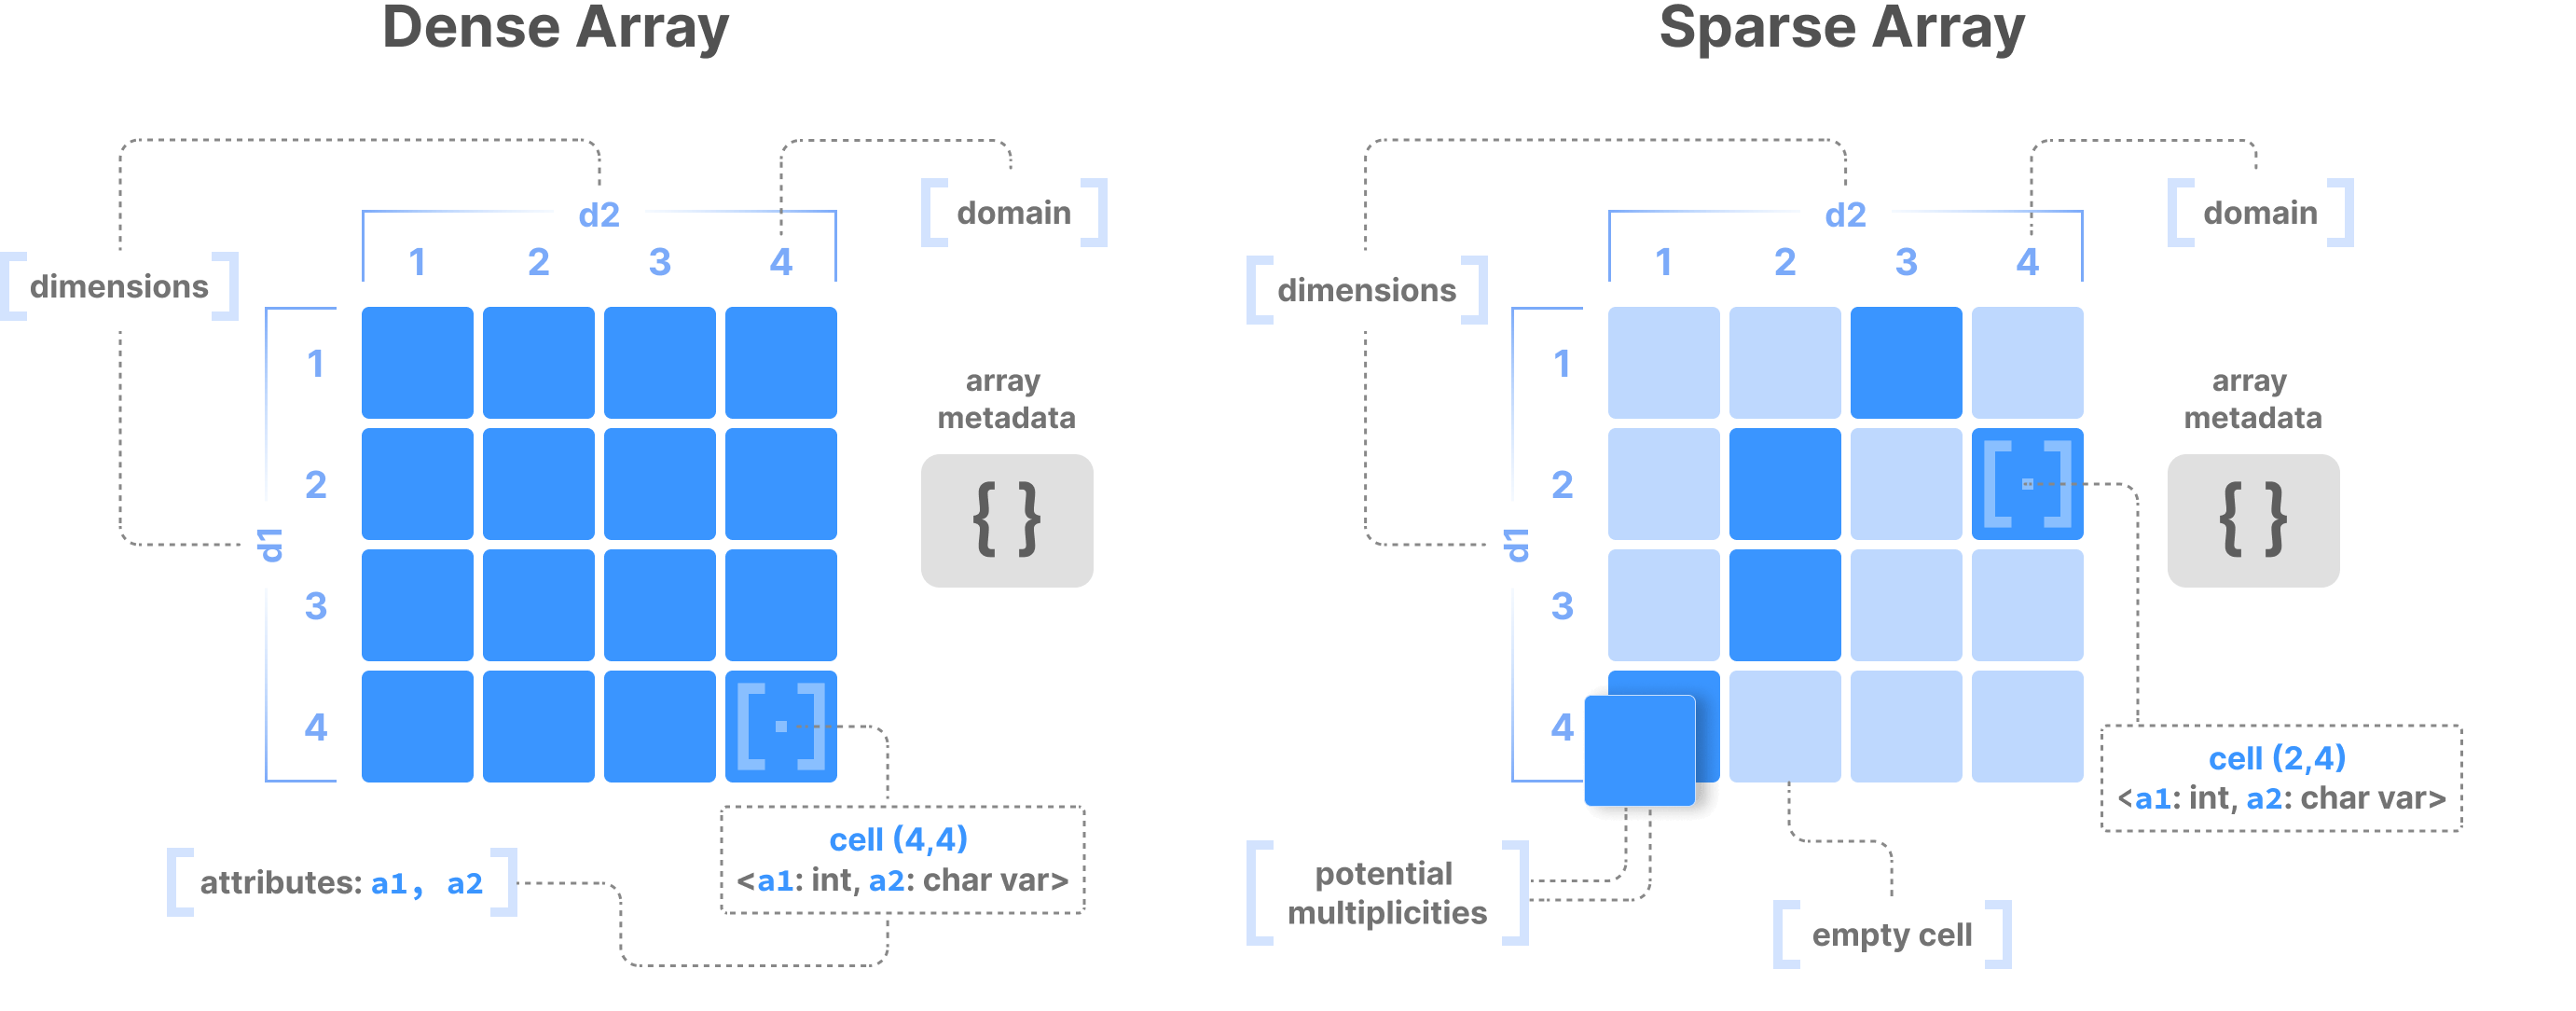 Dense Array
dimensions
d2
domain
1 2 3 4
d1
1
2
3
4
array
metadata
{ }
[ · ]
cell (4,4)
<a1: int, a2: char var>
attributes: a1, a2
Sparse Array
dimensions
d2
domain
1 2 3 4
d1
1
2
3
4
array
metadata
{ }
[ · ]
cell (2,4)
<a1: int, a2: char var>
potential
multiplicities
empty cell